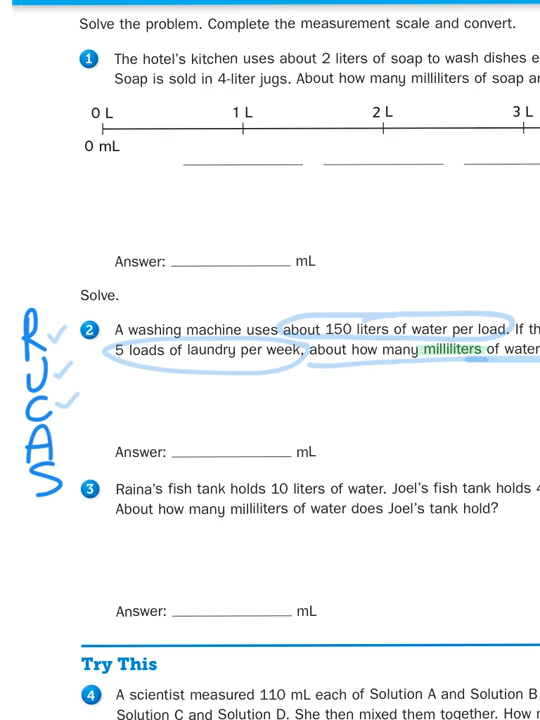 Solve the problem. Complete the measurement scale and convert.
1 The hotel's kitchen uses about 2 liters of soap to wash dishes
Soap is sold in 4-liter jugs. About how many milliliters of soap
0 L 1 L 2 L 3 L
0 mL
Answer: mL
Solve.
2 A washing machine uses about 150 liters of water per load. If
5 loads of laundry per week, about how many milliliters of water
RUCAS
Answer: mL
3 Raina's fish tank holds 10 liters of water. Joel's fish tank holds
About how many milliliters of water does Joel's tank hold?
Answer: mL
Try This
4 A scientist measured 110 mL each of Solution A and Solution B
Solution C and Solution D. She then mixed them together. How